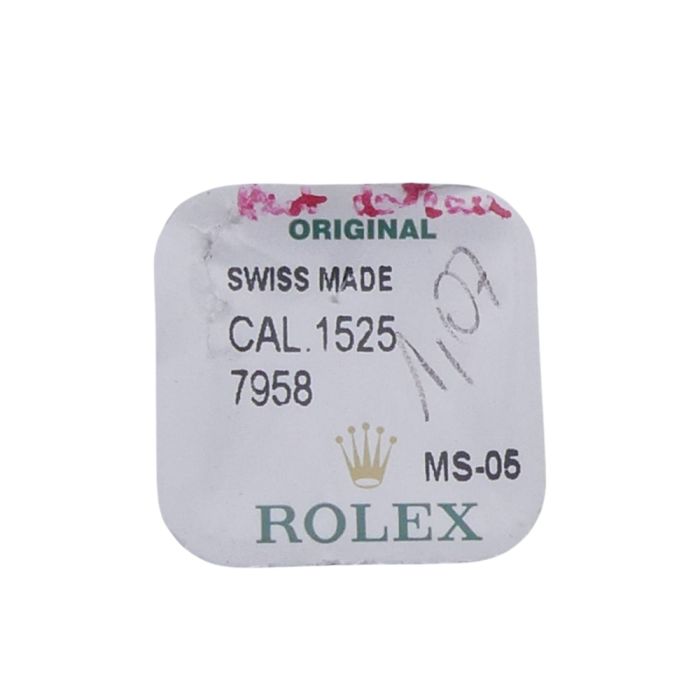 ORIGINAL
SWISS MADE
CAL.1525
7958
MS-05
ROLEX